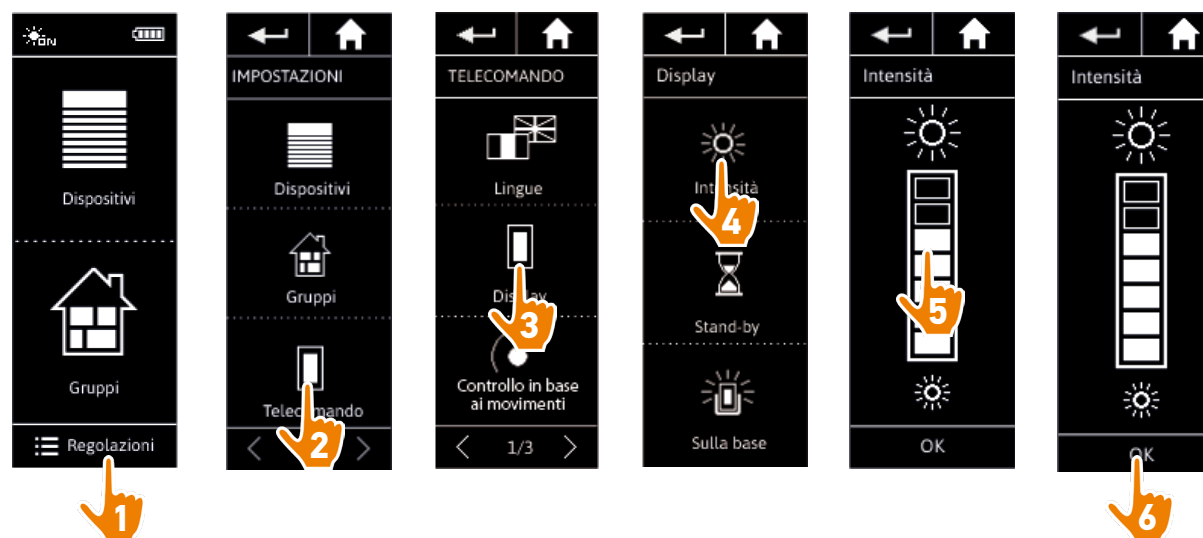 ON
Dispositivi
Gruppi
Regolazioni
1
IMPOSTAZIONI
Dispositivi
Gruppi
Telecomando
2
TELECOMANDO
Lingue
Display
3
Controllo in base
ai movimenti
1/3
Display
Intensità
4
Stand-by
Sulla base
Intensità
5
OK
Intensità
OK
6